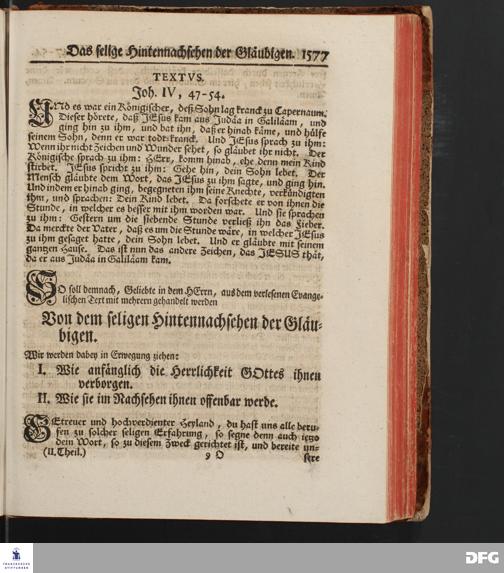 Das selige Hintennachsehen der Gläubigen. 1577
TEXTVS.
Joh. IV, 47-54.
UNd es war ein Königischer, deß Sohn lag kranck zu Capernaum.
Dieser hörete, daß JEsus kam aus Judäa in Galiläam, und
ging hin zu ihm, und bat ihn, daß er hinab käme, und hülfe
seinem Sohn, denn er war todt-kranck. Und JEsus sprach zu ihm:
Wenn ihr nicht Zeichen und Wunder sehet, so gläubet ihr nicht. Der
Königische sprach zu ihm: HErr, komm hinab, ehe denn mein Kind
stirbet. JEsus spricht zu ihm: Gehe hin, dein Sohn lebet. Der
Mensch gläubte dem Wort, das JEsus zu ihm sagte, und ging hin.
Und indem er hinab ging, begegneten ihm seine Knechte, verkündigten
ihm, und sprachen: Dein Kind lebet. Da forschete er von ihnen die
Stunde, in welcher es besser mit ihm worden war. Und sie sprachen
zu ihm: Gestern um die siebende Stunde verließ ihn das Fieber.
Da merckte der Vater, daß es um die Stunde wäre, in welcher JEsus
zu ihm gesaget hatte, dein Sohn lebet. Und er gläubte mit seinem
gantzen Hause. Das ist nun das andere Zeichen, das JESUS thät,
da er aus Judäa in Galiläam kam.
SO soll demnach, Geliebte in dem HErrn, aus dem verlesenen Evange-
lischen Text mit mehrern gehandelt werden
Von dem seligen Hintennachsehen der Gläu-
bigen.
Wir werden dabey in Erwegung ziehen:
I. Wie anfänglich die Herrlichkeit GOttes ihnen
verborgen.
II. Wie sie im Nachsehen ihnen offenbar werde.
GEtreuer und hochverdienter Heyland, du hast uns alle beru-
fen zu solcher seligen Erfahrung, so segne denn auch ietzo
dein Wort, so zu diesem Zweck gerichtet ist, und bereite un-
(II. Theil.) 9 O sere
FRANCKESCHE
STIFTUNGEN
DFG